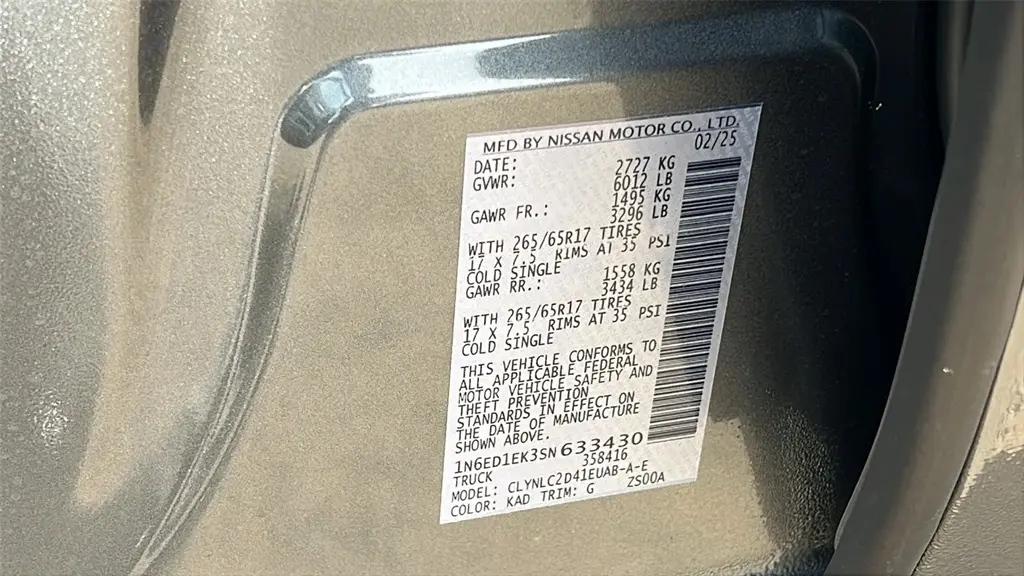 MFD BY NISSAN MOTOR CO., LTD.
DATE: 02/25
GVWR: 2727 KG
6012 LB
GAWR FR.: 1495 KG
3296 LB
WITH 265/65R17 TIRES
17 X 7.5 RIMS AT 35 PSI
COLD SINGLE
GAWR RR.: 1558 KG
3434 LB
WITH 265/65R17 TIRES
17 X 7.5 RIMS AT 35 PSI
COLD SINGLE
THIS VEHICLE CONFORMS TO
ALL APPLICABLE FEDERAL
MOTOR VEHICLE SAFETY AND
THEFT PREVENTION
STANDARDS IN EFFECT ON
THE DATE OF MANUFACTURE
SHOWN ABOVE.
1N6ED1EK3SN633430
TRUCK 358416
MODEL: CLYNLC2D41EUAB-A-E
COLOR: KAD TRIM: G ZS00A